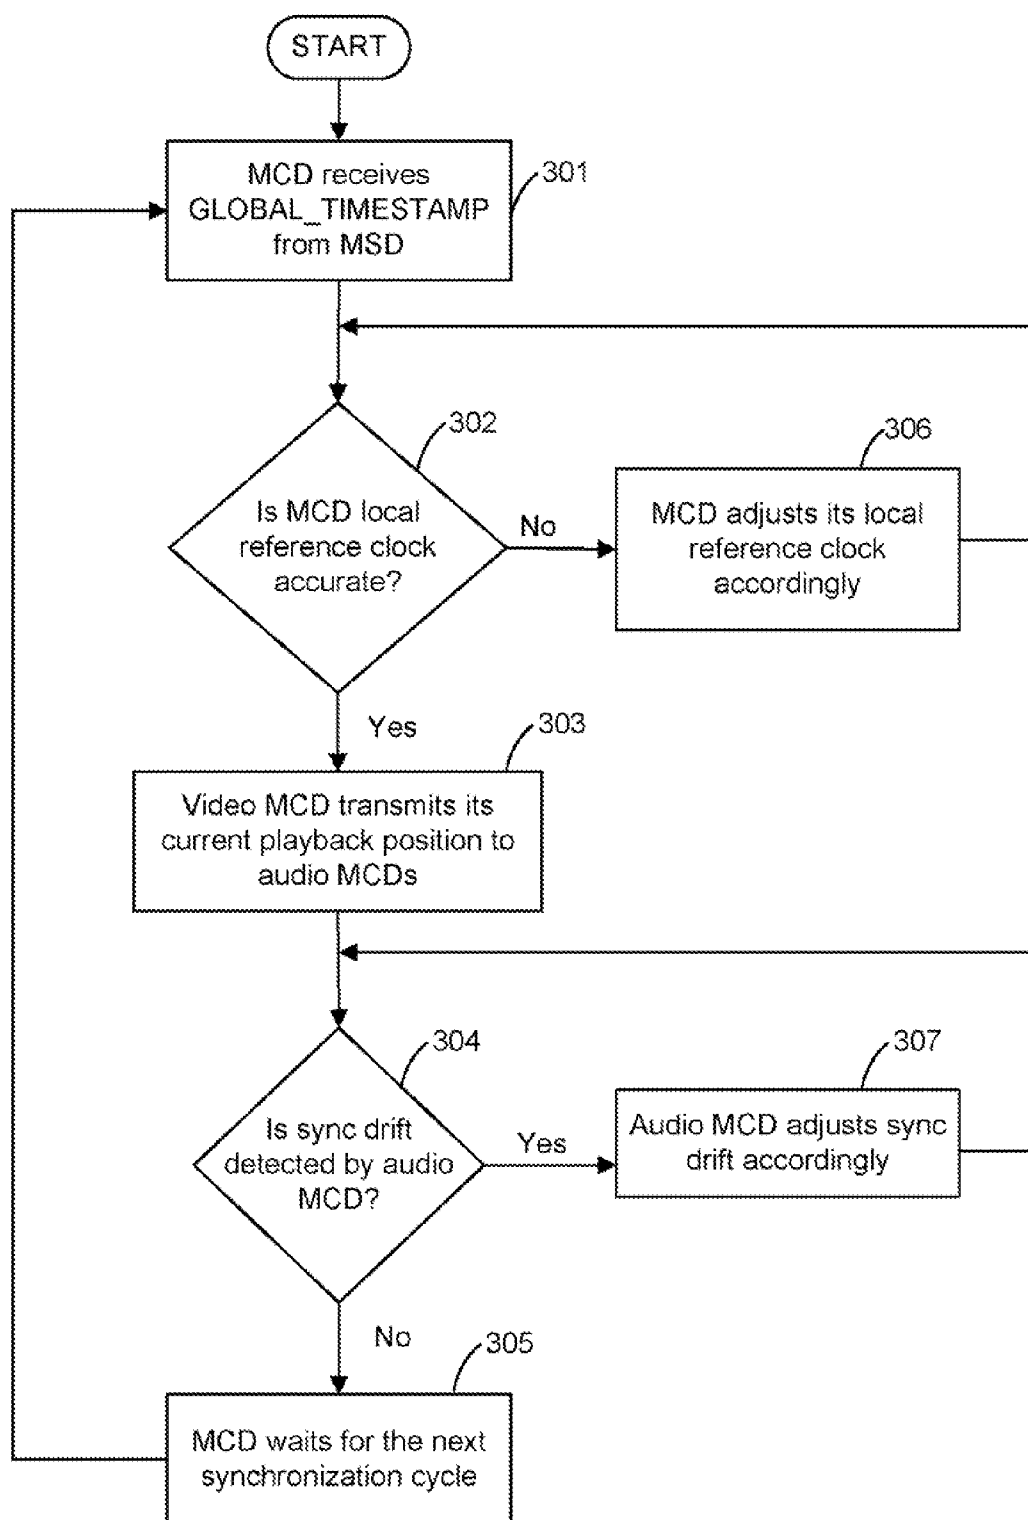 START
MCD receives
GLOBAL_TIMESTAMP
from MSD
301
302
Is MCD local
reference clock
accurate?
No
306
MCD adjusts its local
reference clock
accordingly
Yes
303
Video MCD transmits its
current playback position to
audio MCDs
304
Is sync drift
detected by audio
MCD?
Yes
307
Audio MCD adjusts sync
drift accordingly
No
305
MCD waits for the next
synchronization cycle